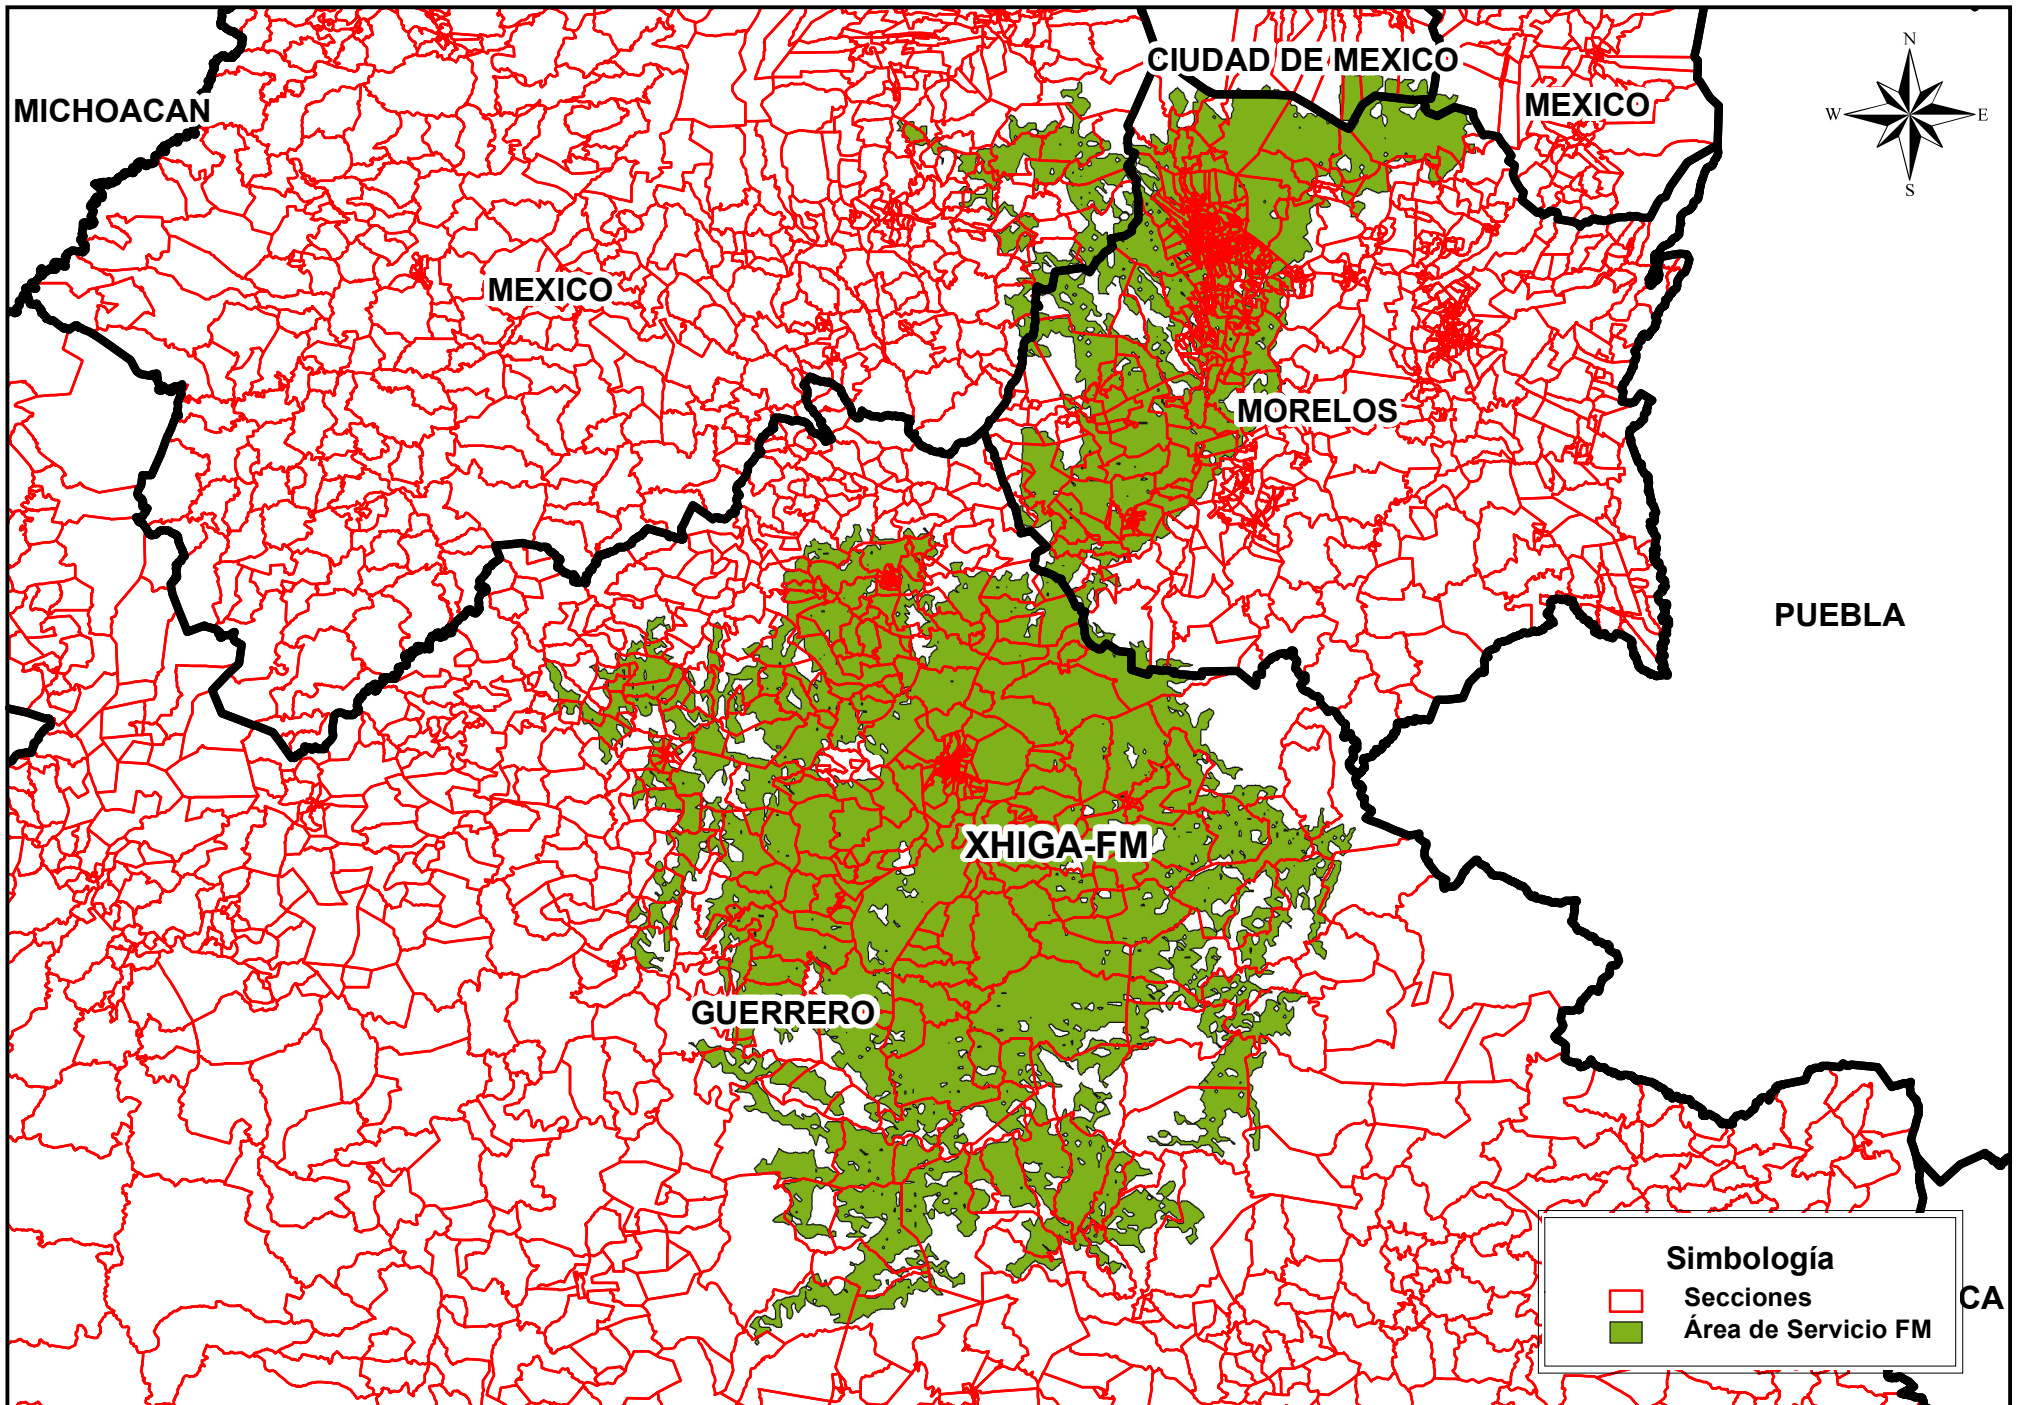 CIUDAD DE MEXICO
MICHOACAN
MEXICO
N
W
E
S
MEXICO
MORELOS
PUEBLA
XHIGA-FM
GUERRERO
Simbología
Secciones
Área de Servicio FM
CA